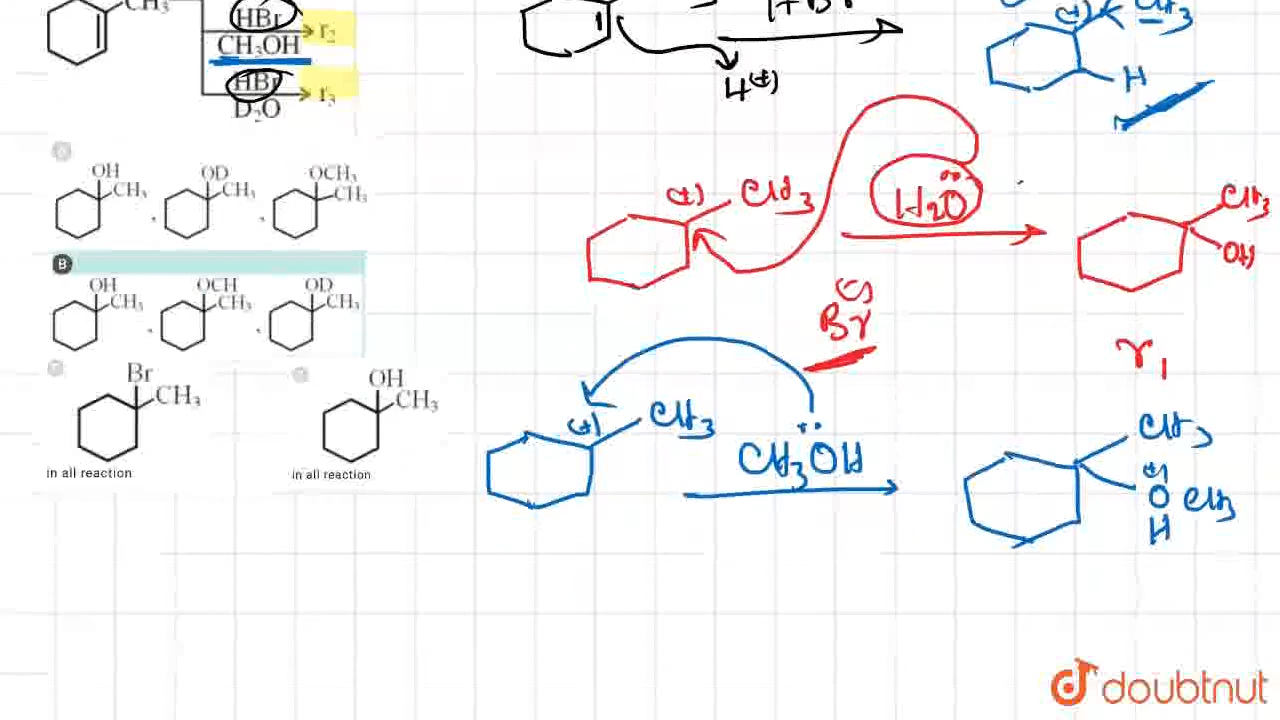 CH₃
HBr
r₂
CH₃OH
HBr
r₃
D₂O
H(+)
(+)
CH₃
H
OH
CH₃
,
OD
CH₃
,
OCH₃
CH₃
B
OH
CH₃
,
OCH
CH₃
,
OD
CH₃
Br
CH₃
in all reaction
OH
CH₃
in all reaction
(+)
CH₃
H₂O
CH₃
OH
(-)
Br
r₁
(+)
CH₃
CH₃OH
CH₃
(+)
O CH₃
H
doubtnut